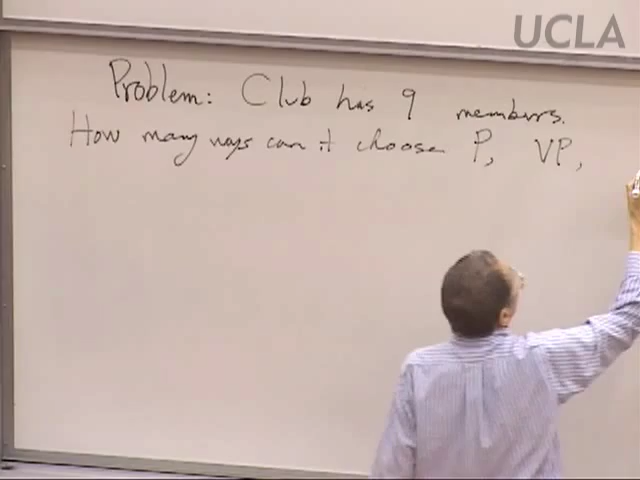 UCLA
Problem: Club has 9 members.
How many ways can it choose P, VP,